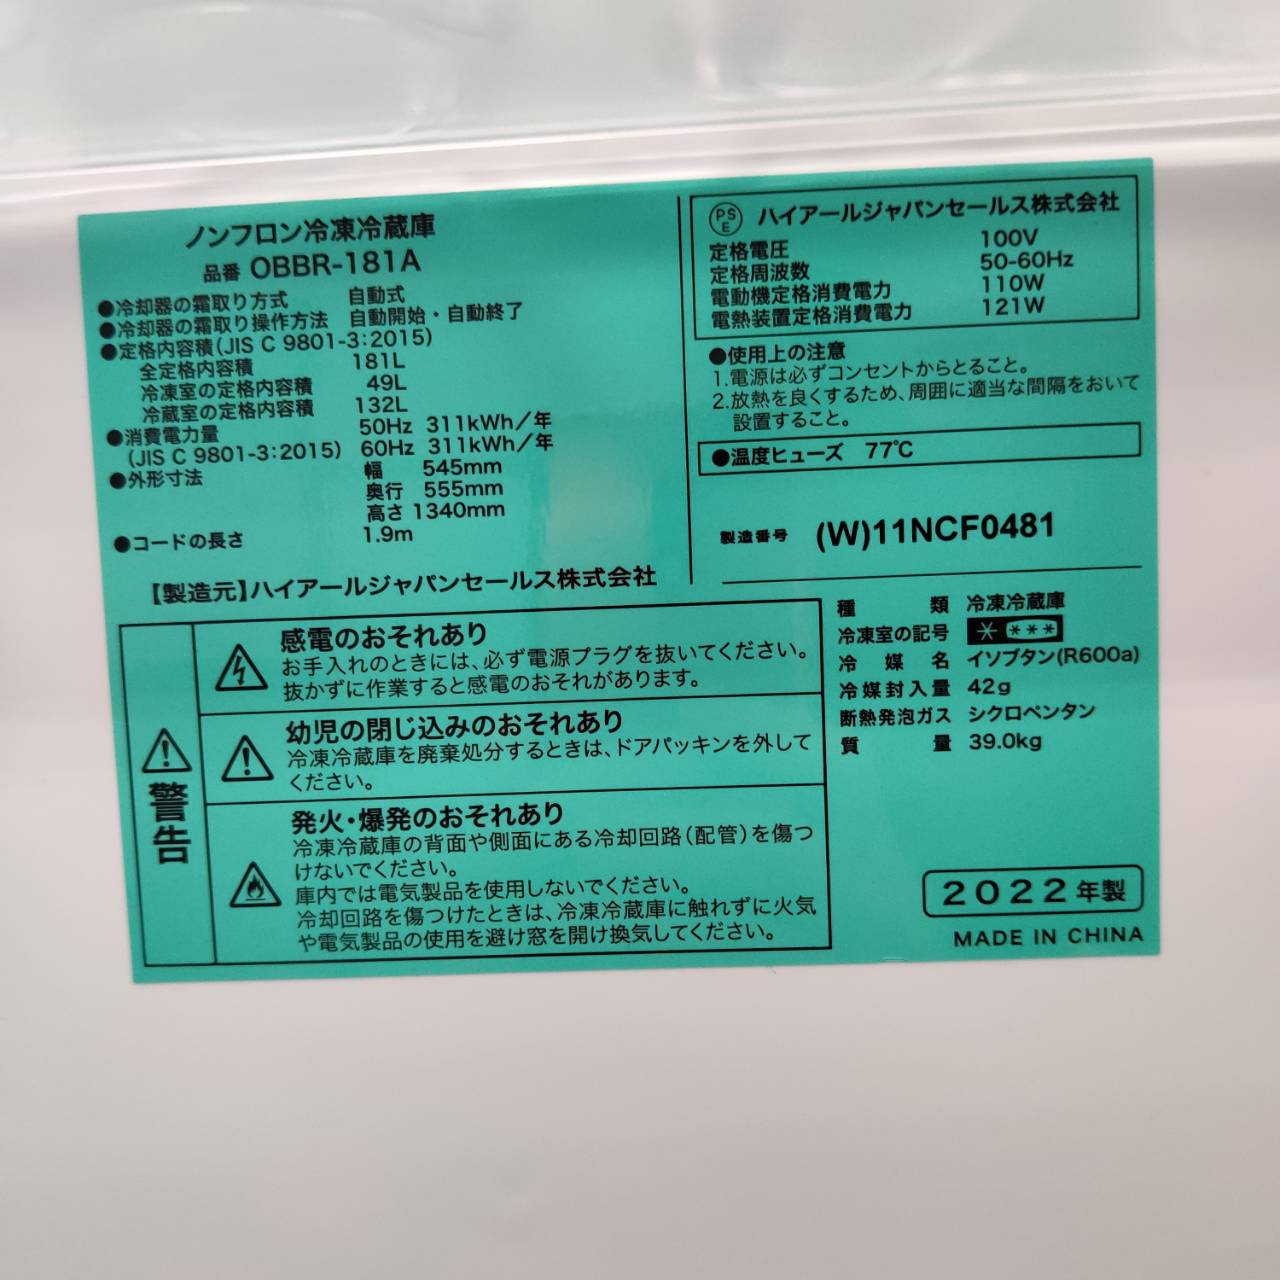 ノンフロン冷凍冷蔵庫
品番 OBBR-181A
●冷却器の霜取り方式 自動式
●冷却器の霜取り操作方法 自動開始・自動終了
●定格内容積(JIS C 9801-3:2015)
全定格内容積 181L
冷凍室の定格内容積 49L
冷蔵室の定格内容積 132L
●消費電力量 50Hz 311kWh/年
(JIS C 9801-3:2015) 60Hz 311kWh/年
●外形寸法 幅 545mm
奥行 555mm
高さ 1340mm
●コードの長さ 1.9m
【製造元】ハイアールジャパンセールス株式会社
PS
E
ハイアールジャパンセールス株式会社
定格電圧 100V
定格周波数 50-60Hz
電動機定格消費電力 110W
電熱装置定格消費電力 121W
●使用上の注意
1.電源は必ずコンセントからとること。
2.放熱を良くするため、周囲に適当な間隔をおいて
設置すること。
●温度ヒューズ 77℃
製造番号 (W)11NCF0481
警告
感電のおそれあり
お手入れのときには、必ず電源プラグを抜いてください。
抜かずに作業すると感電のおそれがあります。
幼児の閉じ込みのおそれあり
冷凍冷蔵庫を廃棄処分するときは、ドアパッキンを外して
ください。
発火・爆発のおそれあり
冷凍冷蔵庫の背面や側面にある冷却回路(配管)を傷つ
けないでください。
庫内では電気製品を使用しないでください。
冷却回路を傷つけたときは、冷凍冷蔵庫に触れずに火気
や電気製品の使用を避け窓を開け換気してください。
種類 冷凍冷蔵庫
冷凍室の記号 * ***
冷媒名 イソブタン(R600a)
冷媒封入量 42g
断熱発泡ガス シクロペンタン
質量 39.0kg
2022年製
MADE IN CHINA